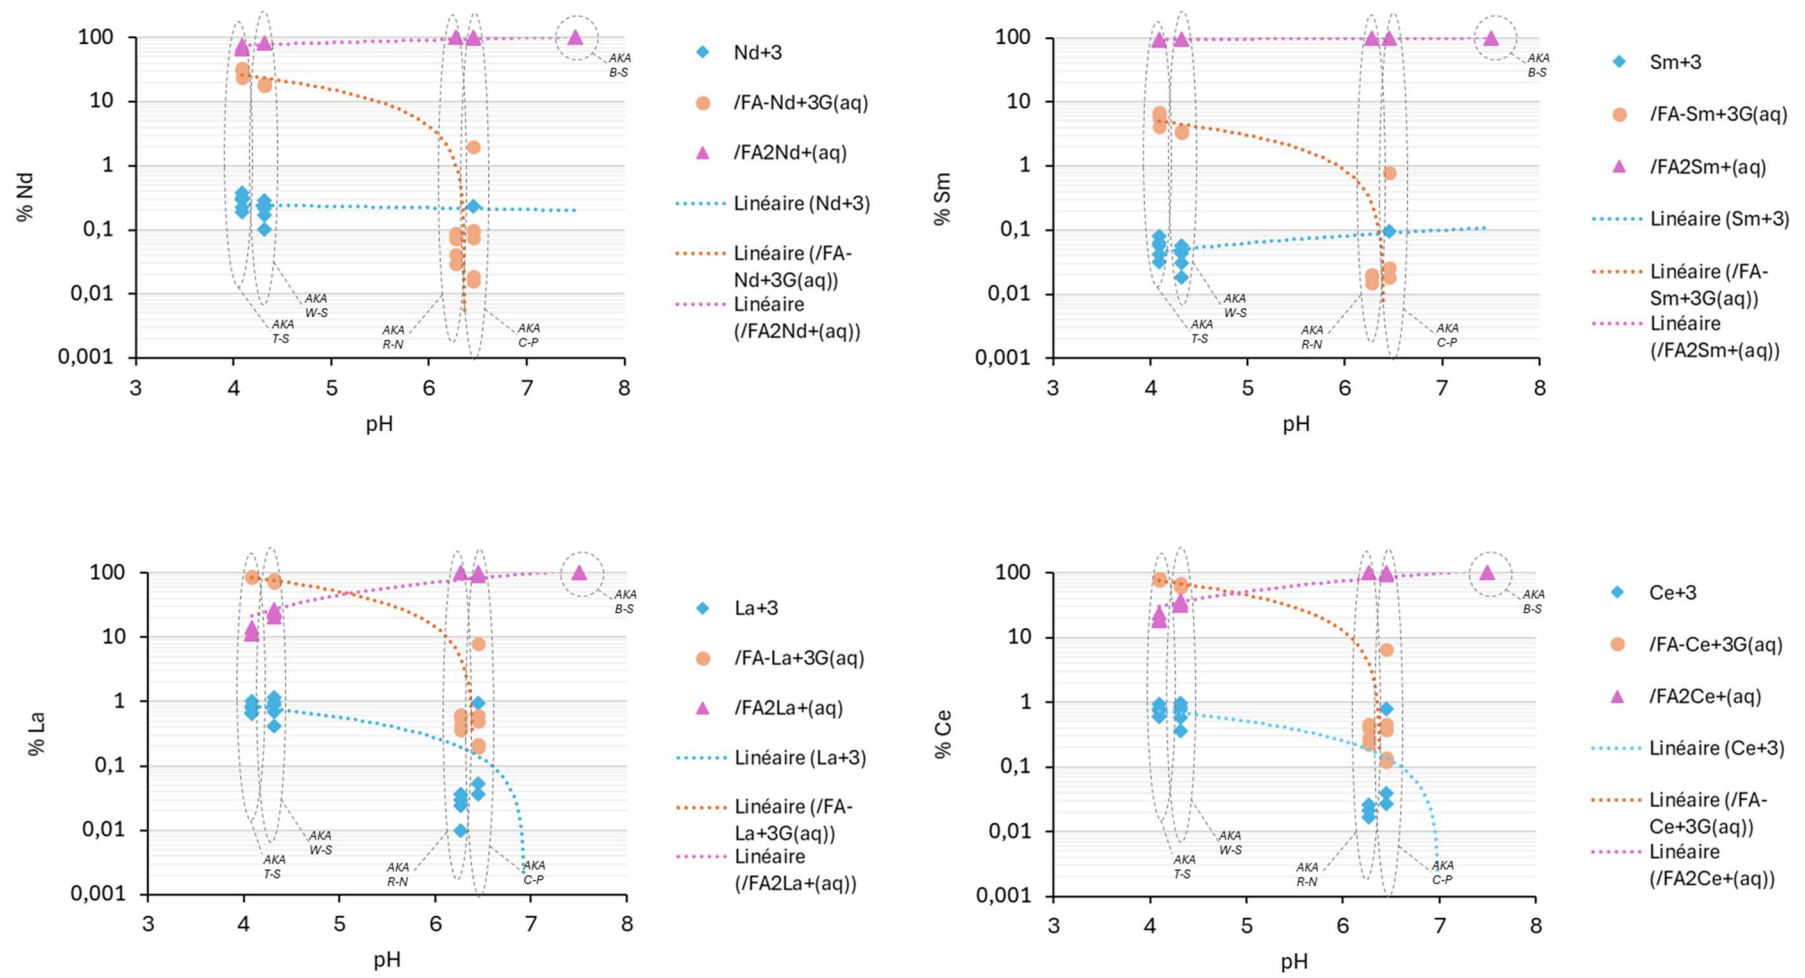 100
10
1
0,1
0,01
0,001
% Nd
3 4 5 6 7 8
pH
AKA
B-S
AKA
W-S
AKA
T-S
AKA
R-N
AKA
C-P
Nd+3
/FA-Nd+3G(aq)
/FA2Nd+(aq)
Linéaire (Nd+3)
Linéaire (/FA-
Nd+3G(aq))
Linéaire
(/FA2Nd+(aq))
100
10
1
0,1
0,01
0,001
% Sm
3 4 5 6 7 8
pH
AKA
B-S
AKA
W-S
AKA
T-S
AKA
R-N
AKA
C-P
Sm+3
/FA-Sm+3G(aq)
/FA2Sm+(aq)
Linéaire (Sm+3)
Linéaire (/FA-
Sm+3G(aq))
Linéaire
(/FA2Sm+(aq))
100
10
1
0,1
0,01
0,001
% La
3 4 5 6 7 8
pH
AKA
B-S
AKA
W-S
AKA
T-S
AKA
R-N
AKA
C-P
La+3
/FA-La+3G(aq)
/FA2La+(aq)
Linéaire (La+3)
Linéaire (/FA-
La+3G(aq))
Linéaire
(/FA2La+(aq))
100
10
1
0,1
0,01
0,001
% Ce
3 4 5 6 7 8
pH
AKA
B-S
AKA
W-S
AKA
T-S
AKA
R-N
AKA
C-P
Ce+3
/FA-Ce+3G(aq)
/FA2Ce+(aq)
Linéaire (Ce+3)
Linéaire (/FA-
Ce+3G(aq))
Linéaire
(/FA2Ce+(aq))